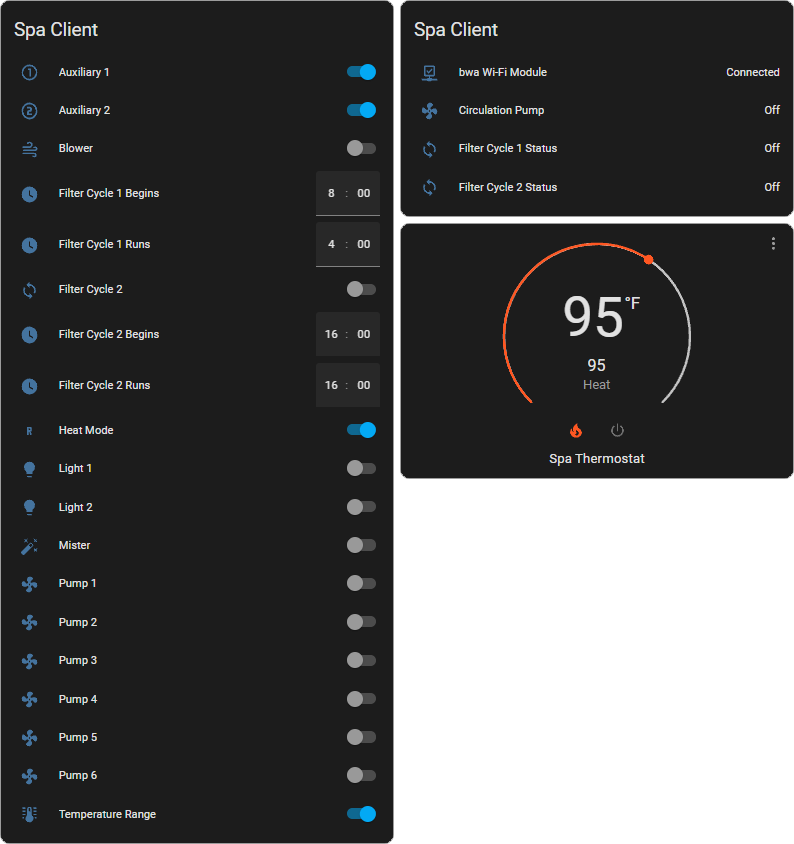 Spa Client
Auxiliary 1
Auxiliary 2
Blower
Filter Cycle 1 Begins 8 : 00
Filter Cycle 1 Runs 4 : 00
Filter Cycle 2
Filter Cycle 2 Begins 16 : 00
Filter Cycle 2 Runs 16 : 00
R Heat Mode
Light 1
Light 2
Mister
Pump 1
Pump 2
Pump 3
Pump 4
Pump 5
Pump 6
Temperature Range
Spa Client
bwa Wi-Fi Module Connected
Circulation Pump Off
Filter Cycle 1 Status Off
Filter Cycle 2 Status Off
95 °F
95
Heat
Spa Thermostat